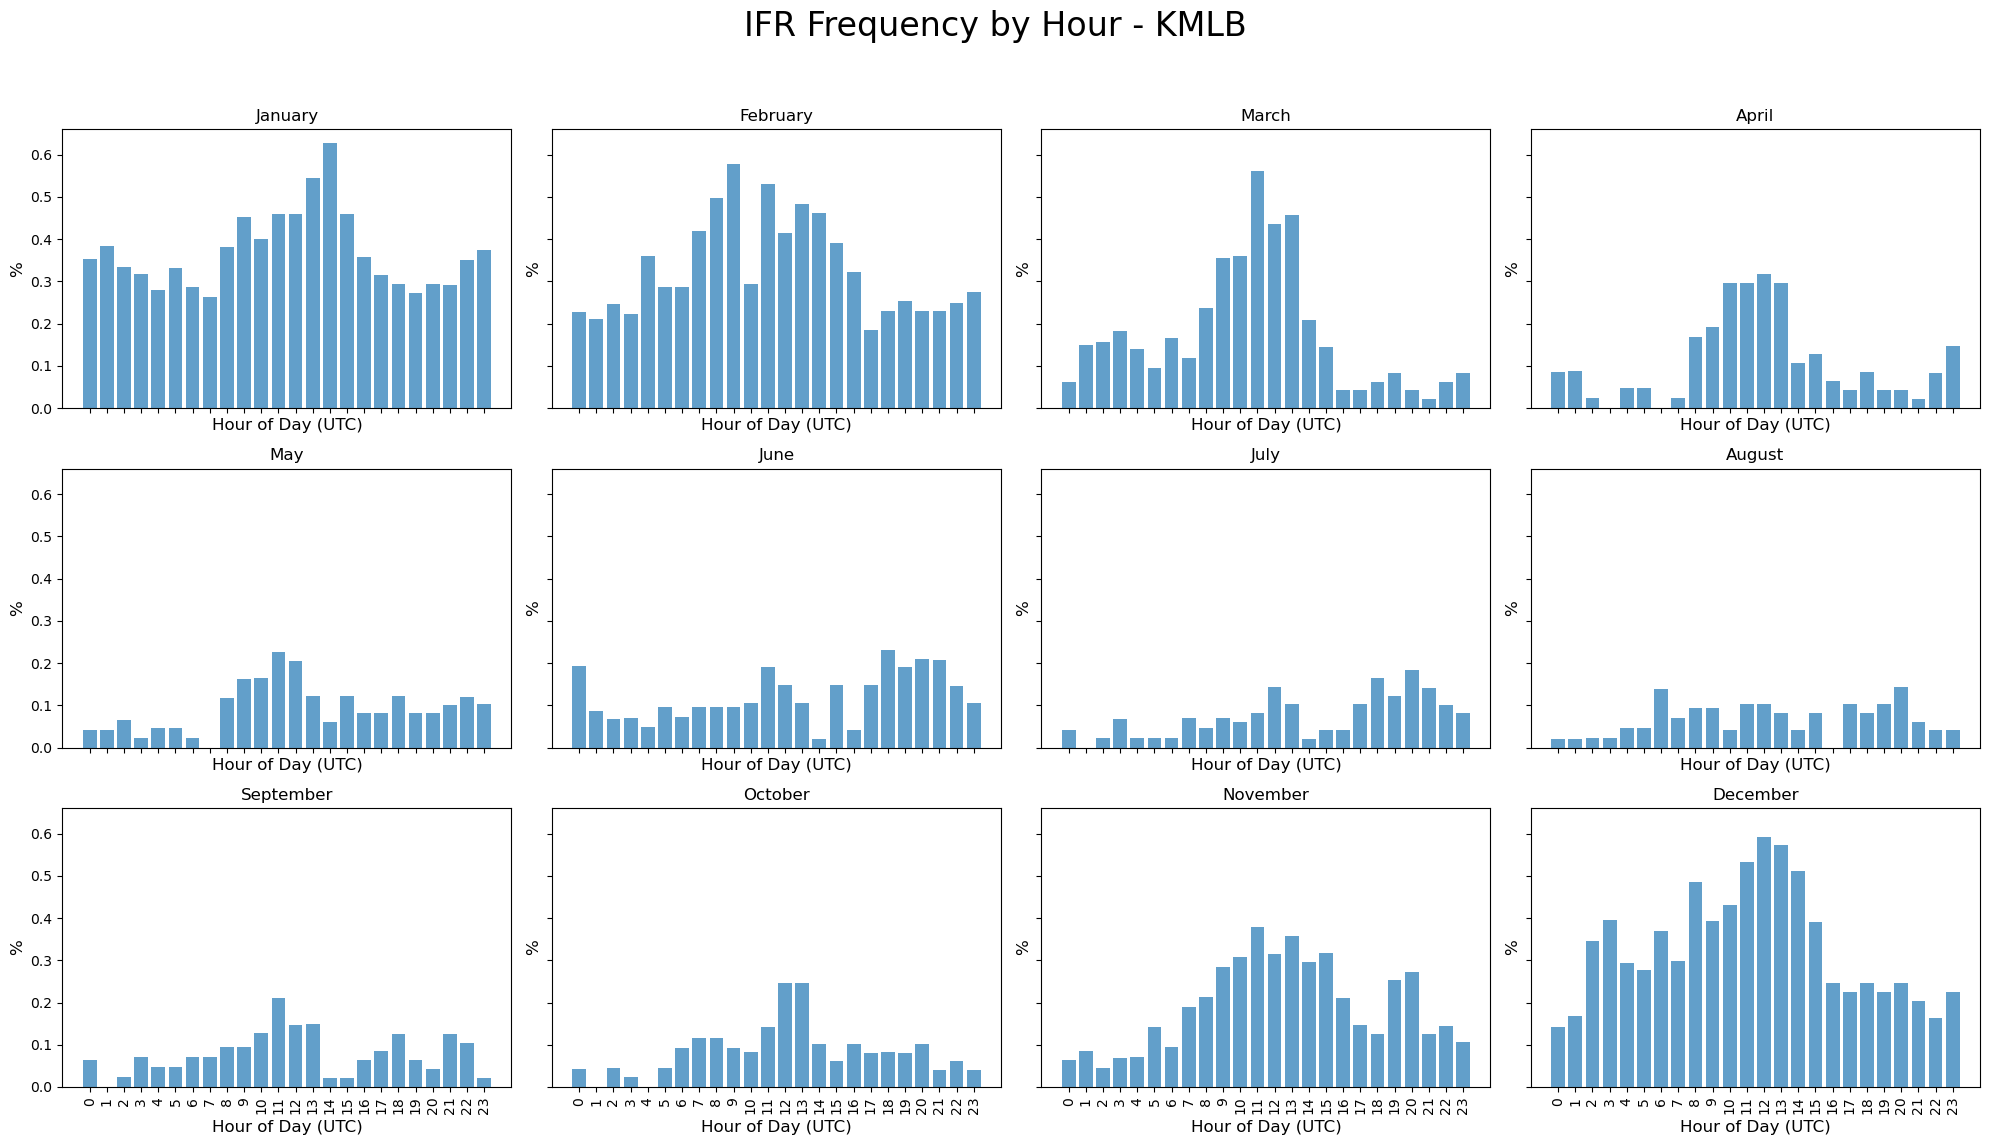 IFR Frequency by Hour - KMLB
January
February
March
April
0.6
0.5
0.4
0.3
0.2
0.1
0.0
%
%
%
%
Hour of Day (UTC)
Hour of Day (UTC)
Hour of Day (UTC)
Hour of Day (UTC)
May
June
July
August
0.6
0.5
0.4
0.3
0.2
0.1
0.0
%
%
%
%
Hour of Day (UTC)
Hour of Day (UTC)
Hour of Day (UTC)
Hour of Day (UTC)
September
October
November
December
0.6
0.5
0.4
0.3
0.2
0.1
0.0
%
%
%
%
0 1 2 3 4 5 6 7 8 9 10 11 12 13 14 15 16 17 18 19 20 21 22 23
0 1 2 3 4 5 6 7 8 9 10 11 12 13 14 15 16 17 18 19 20 21 22 23
0 1 2 3 4 5 6 7 8 9 10 11 12 13 14 15 16 17 18 19 20 21 22 23
0 1 2 3 4 5 6 7 8 9 10 11 12 13 14 15 16 17 18 19 20 21 22 23
Hour of Day (UTC)
Hour of Day (UTC)
Hour of Day (UTC)
Hour of Day (UTC)